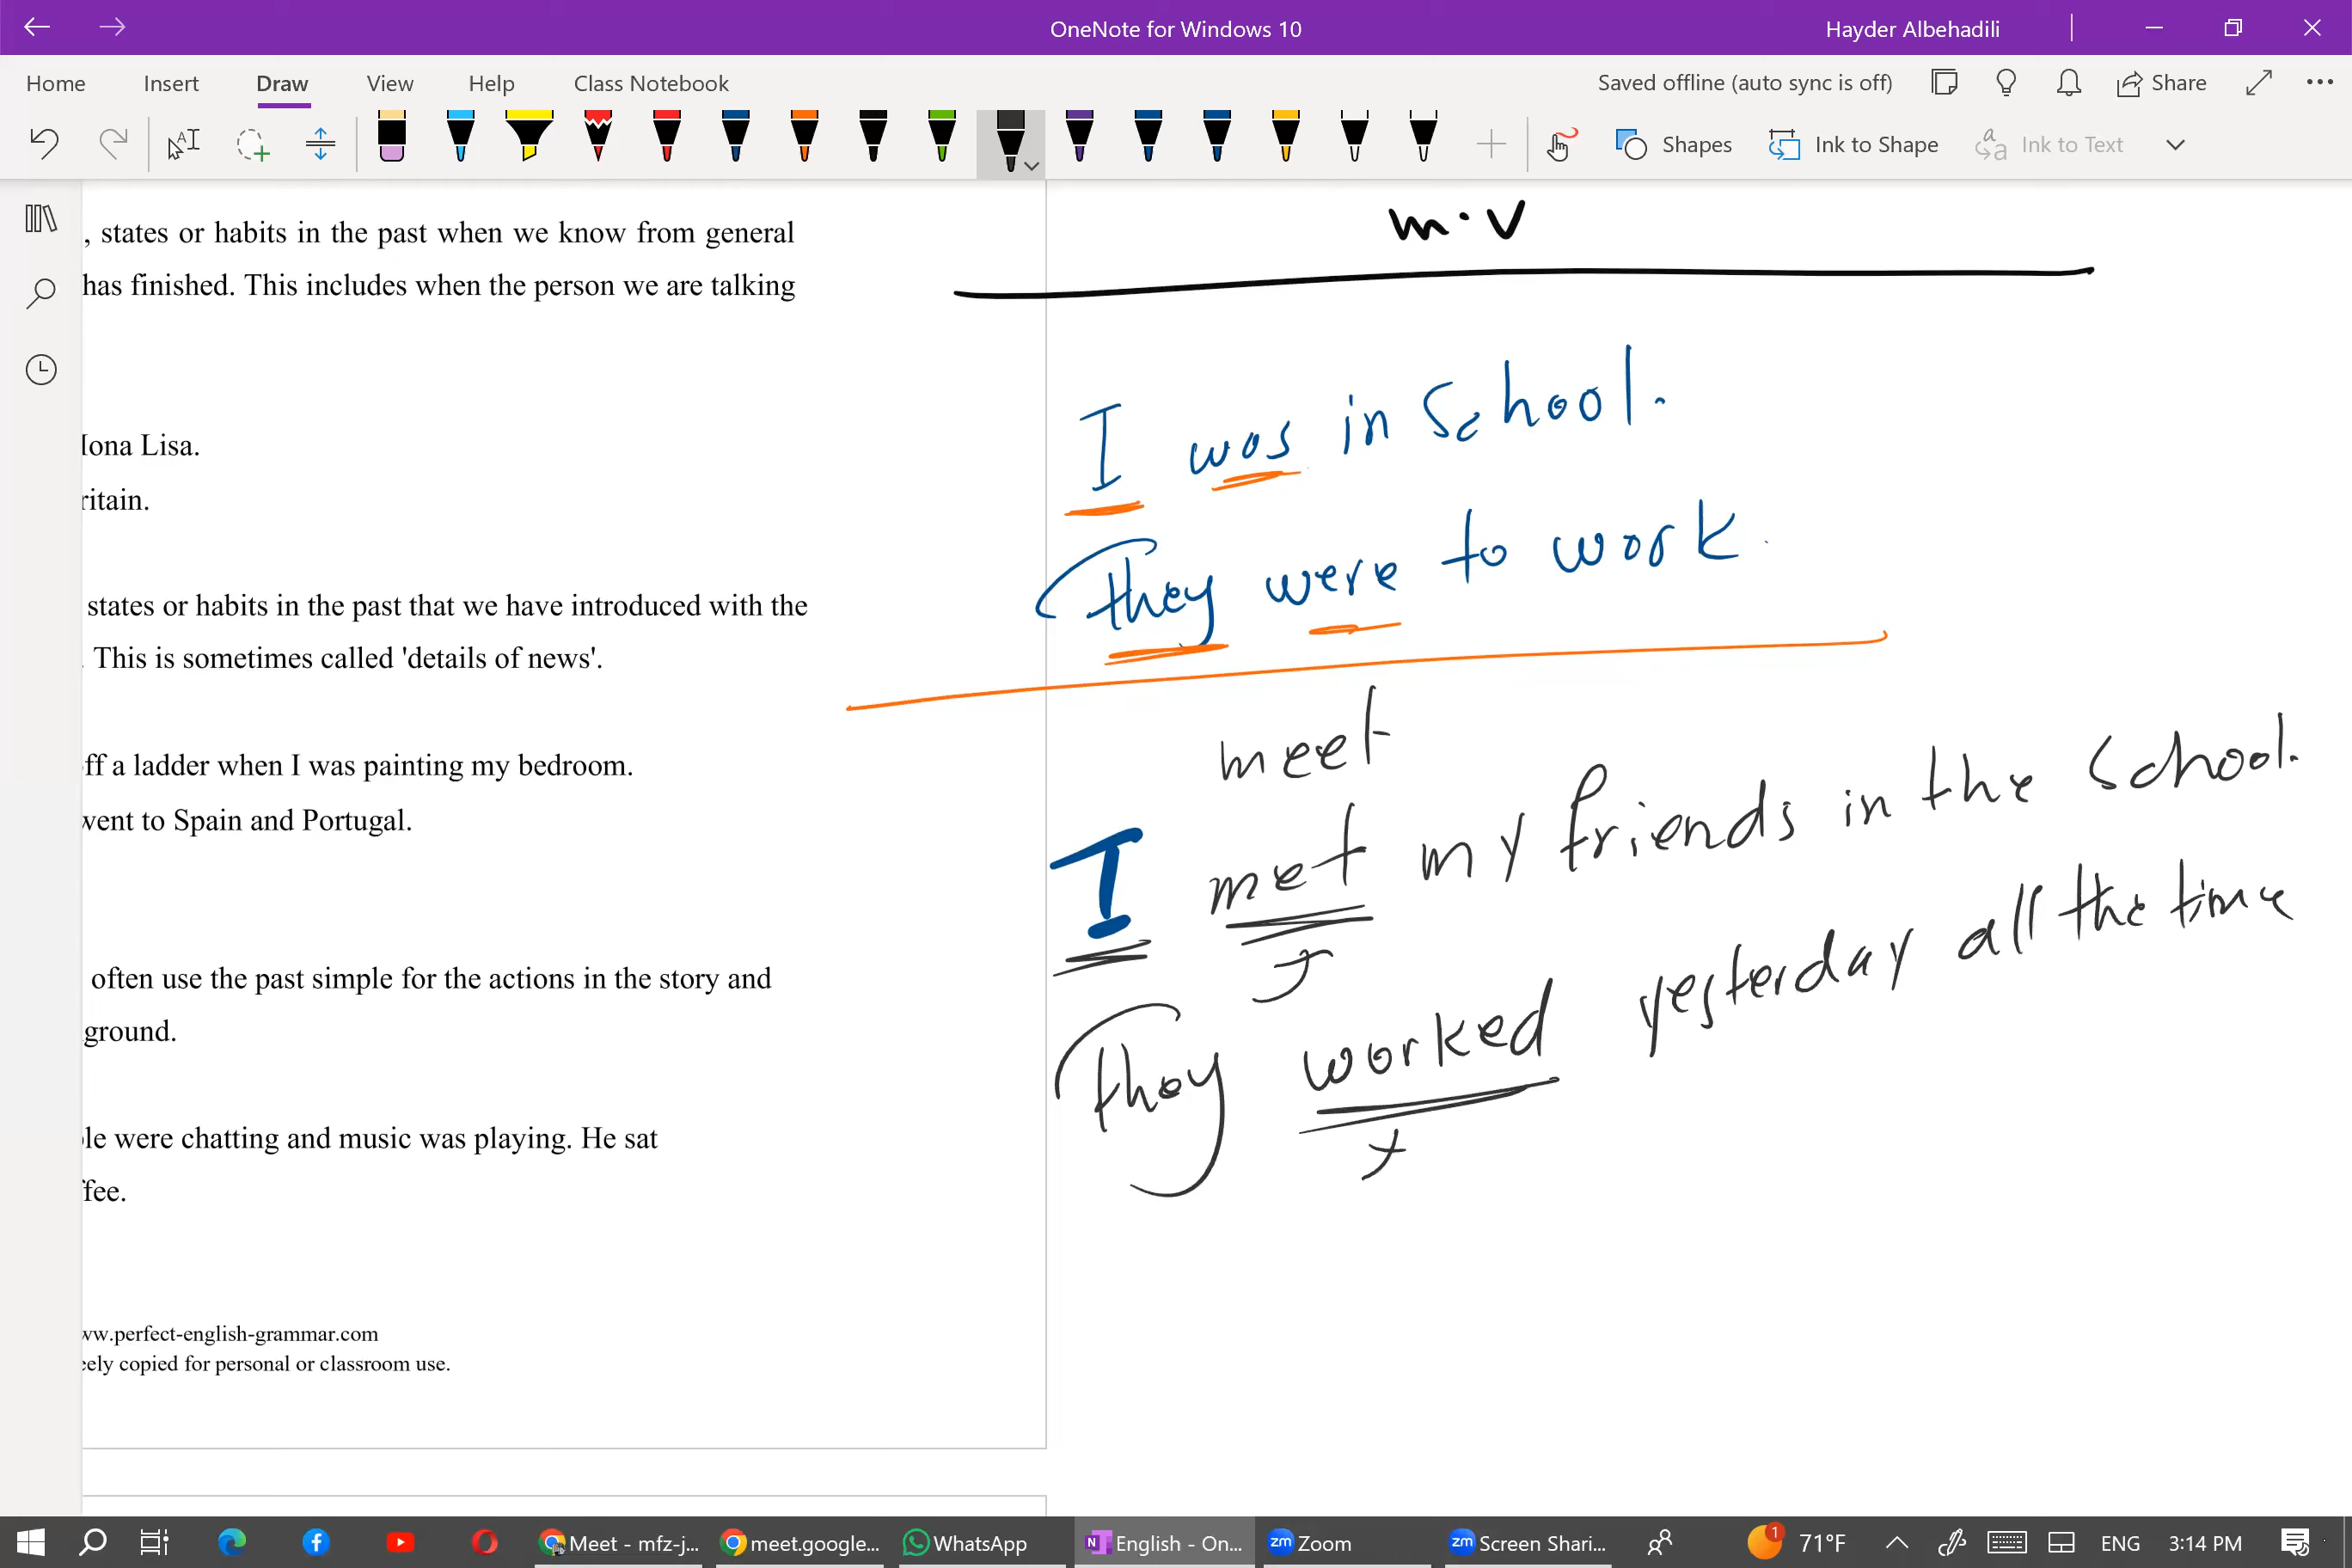 OneNote for Windows 10
Hayder Albehadili
Home Insert Draw View Help Class Notebook
Saved offline (auto sync is off) Share
Shapes Ink to Shape Ink to Text
m.v
, states or habits in the past when we know from general
has finished. This includes when the person we are talking
Iona Lisa.
ritain.
states or habits in the past that we have introduced with the
. This is sometimes called 'details of news'.
ff a ladder when I was painting my bedroom.
went to Spain and Portugal.
, often use the past simple for the actions in the story and
ground.
le were chatting and music was playing. He sat
fee.
ww.perfect-english-grammar.com
eely copied for personal or classroom use.
I was in School.
They were to work.
meet
I met my friends in the School.
They worked yesterday all the time
Meet - mfz-j... meet.google... WhatsApp English - On... Zoom Screen Shari... 1 71°F ENG 3:14 PM